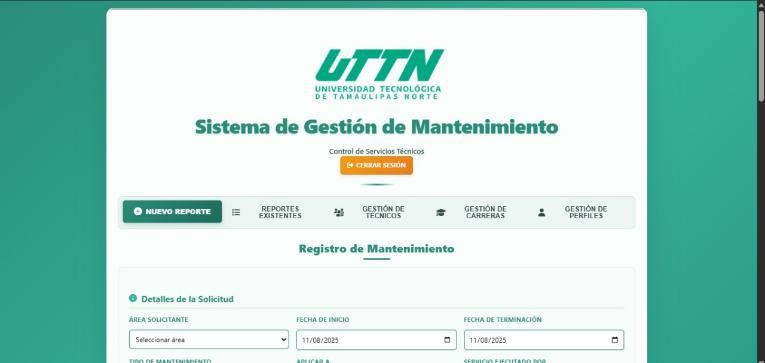 UTTN
UNIVERSIDAD TECNOLÓGICA
DE TAMAULIPAS NORTE
Sistema de Gestión de Mantenimiento
Control de Servicios Técnicos
CERRAR SESIÓN
NUEVO REPORTE
REPORTES
EXISTENTES
GESTIÓN DE
TÉCNICOS
GESTIÓN DE
CARRERAS
GESTIÓN DE
PERFILES
Registro de Mantenimiento
Detalles de la Solicitud
ÁREA SOLICITANTE
FECHA DE INICIO
FECHA DE TERMINACIÓN
Seleccionar área
11/08/2025
11/08/2025
TIPO DE MANTENIMIENTO
APLICAR A
SERVICIO EJECUTADO POR